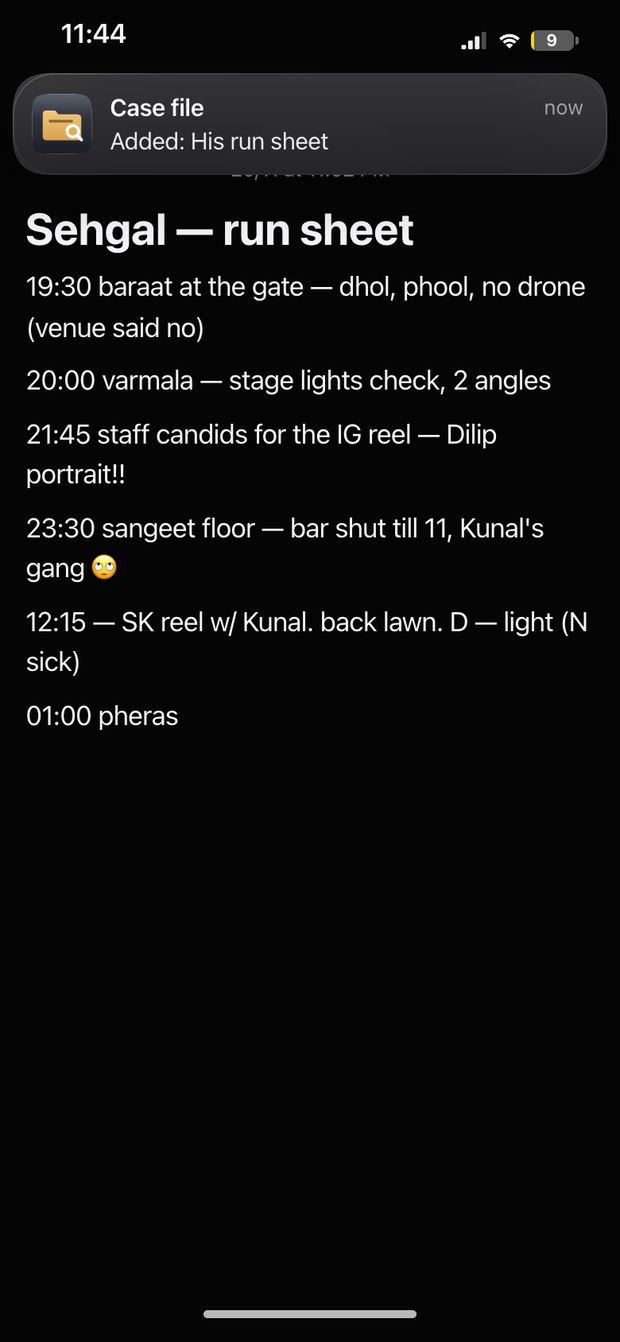 11:44
9
Case file
now
Added: His run sheet
Sehgal — run sheet
19:30 baraat at the gate — dhol, phool, no drone
(venue said no)
20:00 varmala — stage lights check, 2 angles
21:45 staff candids for the IG reel — Dilip
portrait!!
23:30 sangeet floor — bar shut till 11, Kunal's
gang 🙄
12:15 — SK reel w/ Kunal. back lawn. D — light (N
sick)
01:00 pheras